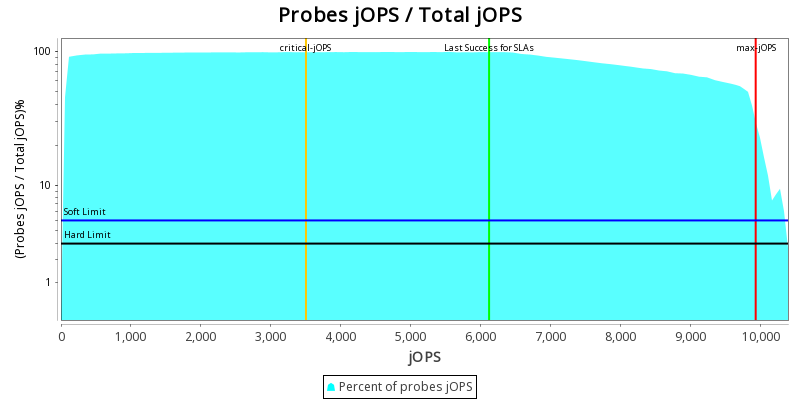 Probes jOPS / Total jOPS
critical-jOPS
Last Success for SLAs
max-jOPS
(Probes jOPS / Total jOPS)%
100
10
1
Soft Limit
Hard Limit
0
1,000
2,000
3,000
4,000
5,000
6,000
7,000
8,000
9,000
10,000
jOPS
Percent of probes jOPS